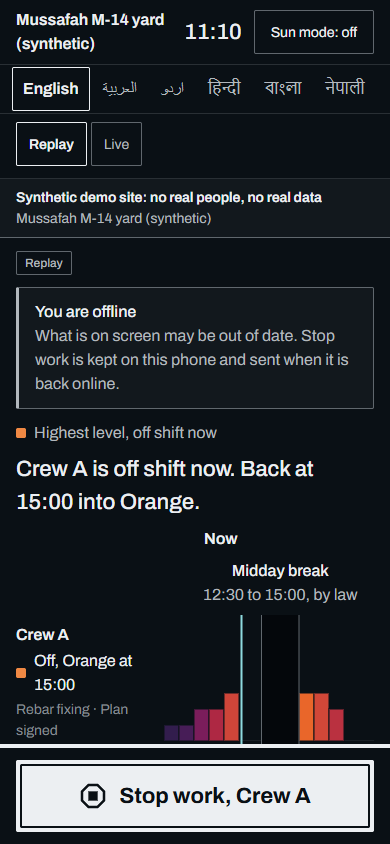 Mussafah M-14 yard
(synthetic)
11:10
Sun mode: off
English العربية اردو हिन्दी বাংলা नेपाली
Replay Live
Synthetic demo site: no real people, no real data
Mussafah M-14 yard (synthetic)
Replay
You are offline
What is on screen may be out of date. Stop
work is kept on this phone and sent when it is
back online.
Highest level, off shift now
Crew A is off shift now. Back at
15:00 into Orange.
Now
Midday break
12:30 to 15:00, by law
Crew A
Off, Orange at
15:00
Rebar fixing · Plan
signed
Stop work, Crew A